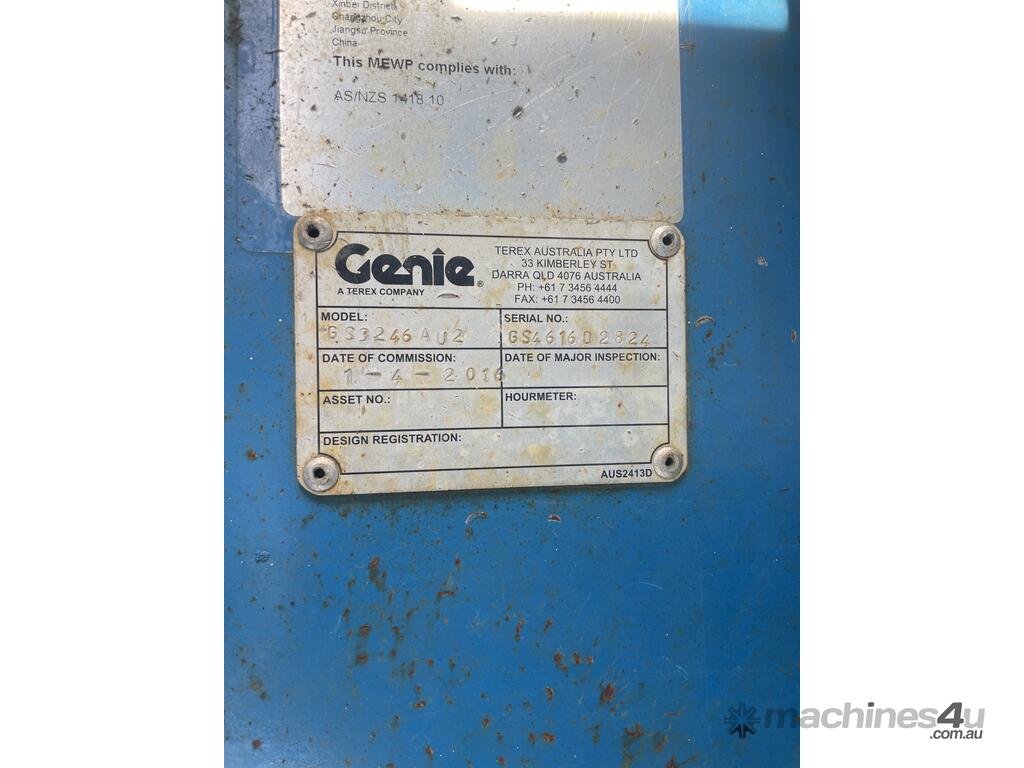 Xinbei District
Changzhou City
Jiangsu Province
China
This MEWP complies with:
AS/NZS 1418.10
Genie®
A TEREX COMPANY
TEREX AUSTRALIA PTY LTD
33 KIMBERLEY ST
DARRA QLD 4076 AUSTRALIA
PH: +61 7 3456 4444
FAX: +61 7 3456 4400
MODEL:
GS3246AU2
SERIAL NO.:
GS4616D2824
DATE OF COMMISSION:
1-4-2016
DATE OF MAJOR INSPECTION:
ASSET NO.:
HOURMETER:
DESIGN REGISTRATION:
AUS2413D
machines4u
.com.au